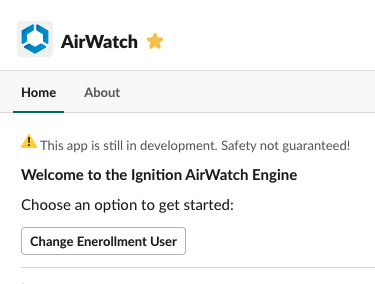 AirWatch
Home About
This app is still in development. Safety not guaranteed!
Welcome to the Ignition AirWatch Engine
Choose an option to get started:
Change Enerollment User